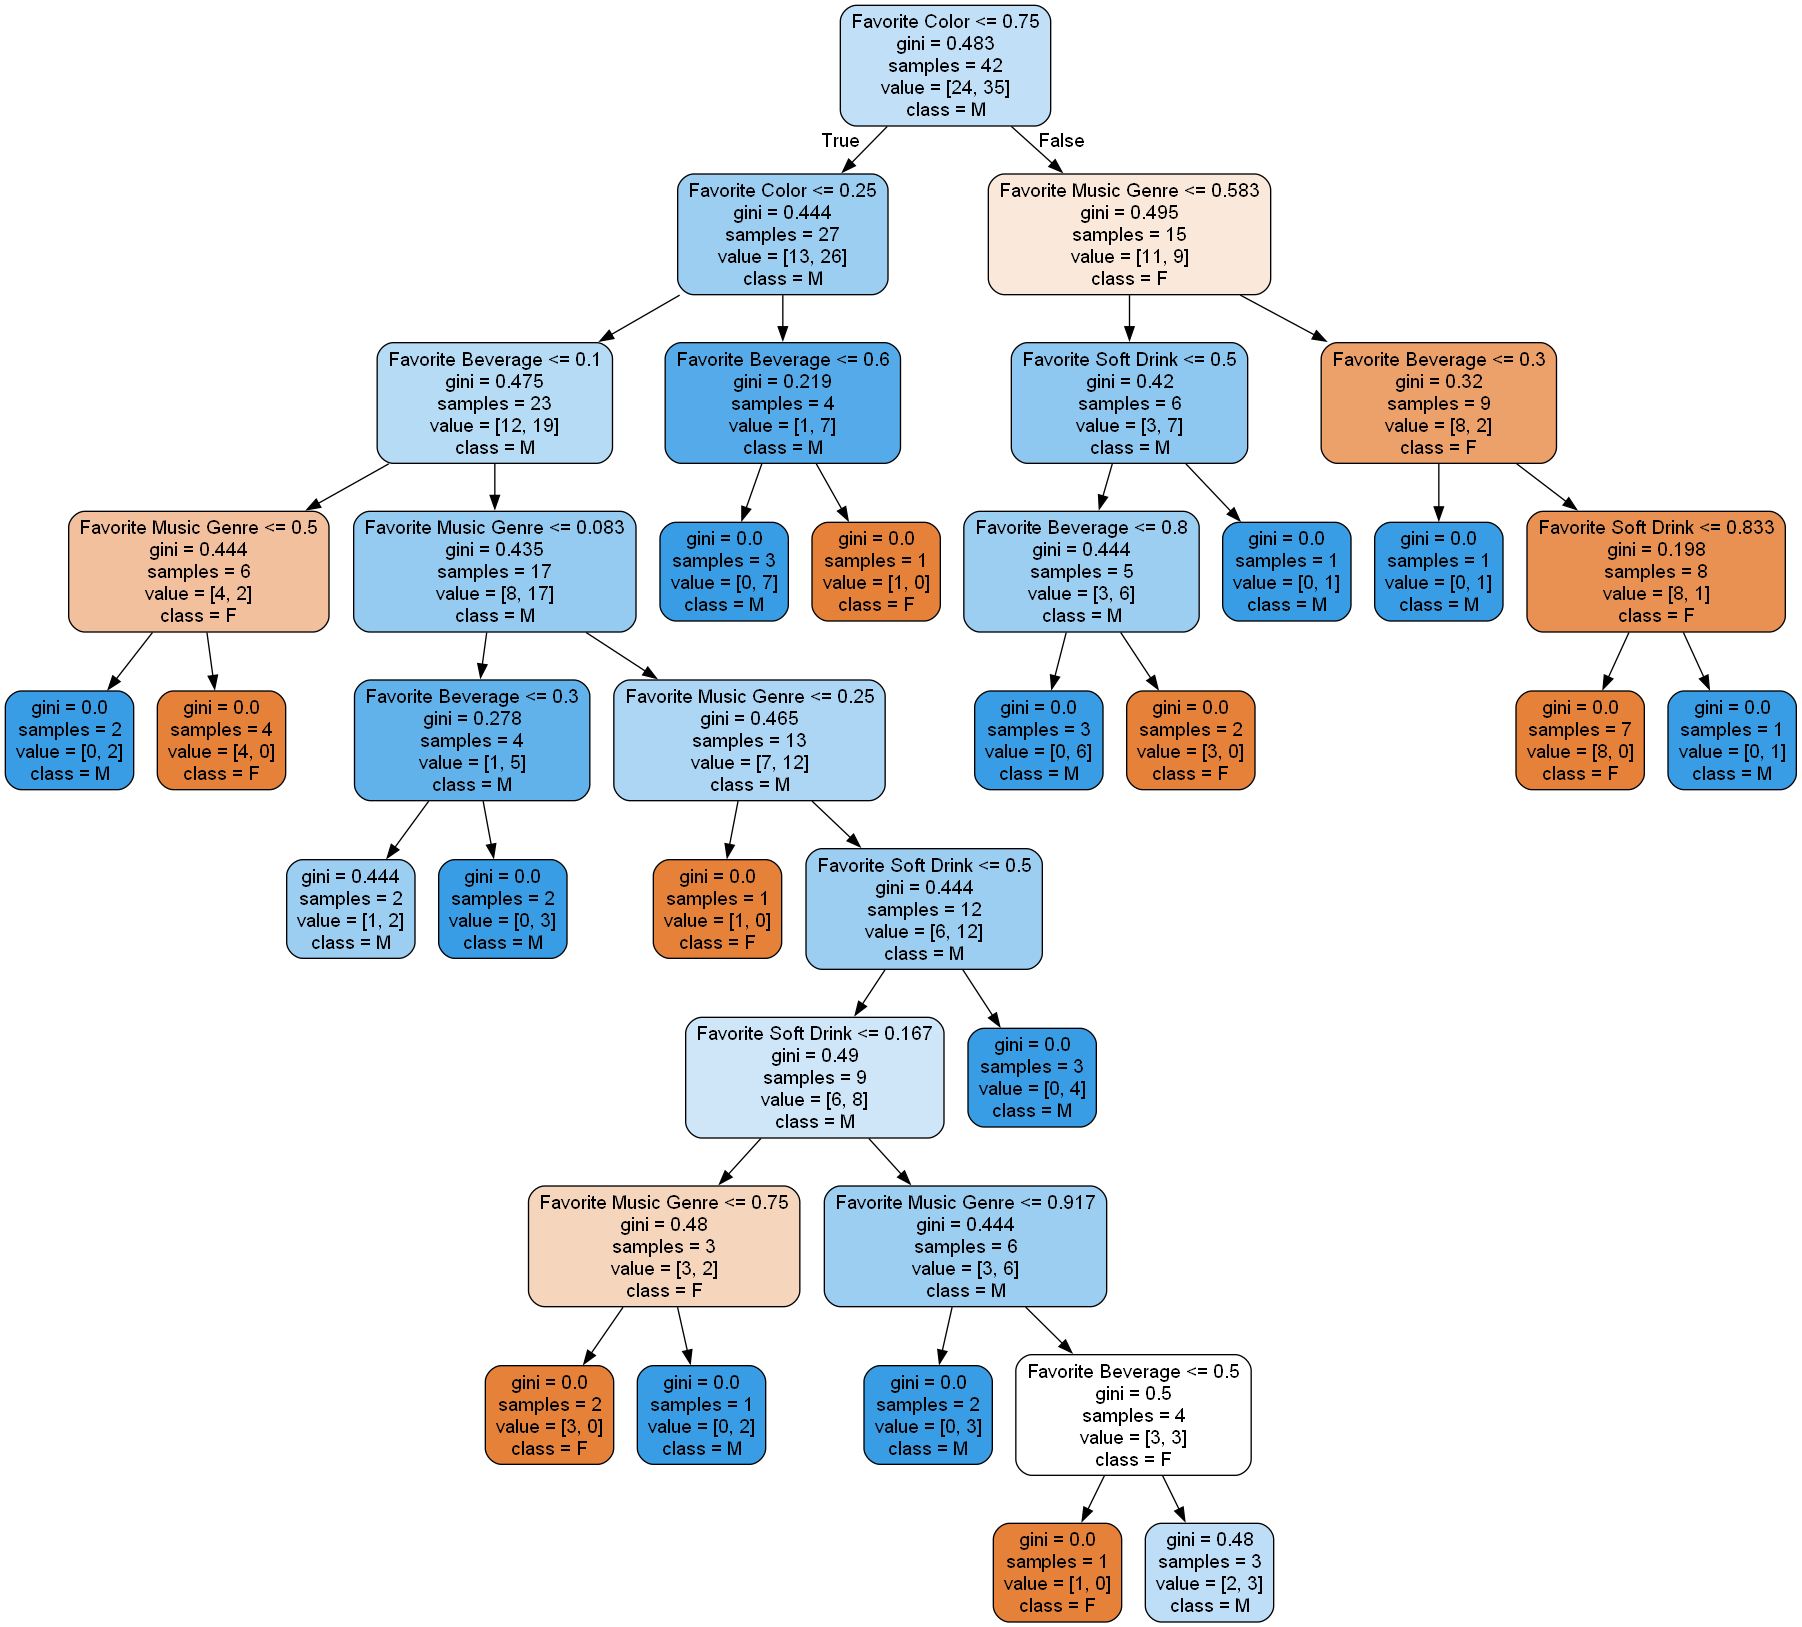 Favorite Color <= 0.75
gini = 0.483
samples = 42
value = [24, 35]
class = M
True
False
Favorite Color <= 0.25
gini = 0.444
samples = 27
value = [13, 26]
class = M
Favorite Music Genre <= 0.583
gini = 0.495
samples = 15
value = [11, 9]
class = F
Favorite Beverage <= 0.1
gini = 0.475
samples = 23
value = [12, 19]
class = M
Favorite Beverage <= 0.6
gini = 0.219
samples = 4
value = [1, 7]
class = M
Favorite Soft Drink <= 0.5
gini = 0.42
samples = 6
value = [3, 7]
class = M
Favorite Beverage <= 0.3
gini = 0.32
samples = 9
value = [8, 2]
class = F
Favorite Music Genre <= 0.5
gini = 0.444
samples = 6
value = [4, 2]
class = F
Favorite Music Genre <= 0.083
gini = 0.435
samples = 17
value = [8, 17]
class = M
gini = 0.0
samples = 3
value = [0, 7]
class = M
gini = 0.0
samples = 1
value = [1, 0]
class = F
Favorite Beverage <= 0.8
gini = 0.444
samples = 5
value = [3, 6]
class = M
gini = 0.0
samples = 1
value = [0, 1]
class = M
gini = 0.0
samples = 1
value = [0, 1]
class = M
Favorite Soft Drink <= 0.833
gini = 0.198
samples = 8
value = [8, 1]
class = F
gini = 0.0
samples = 2
value = [0, 2]
class = M
gini = 0.0
samples = 4
value = [4, 0]
class = F
Favorite Beverage <= 0.3
gini = 0.278
samples = 4
value = [1, 5]
class = M
Favorite Music Genre <= 0.25
gini = 0.465
samples = 13
value = [7, 12]
class = M
gini = 0.0
samples = 3
value = [0, 6]
class = M
gini = 0.0
samples = 2
value = [3, 0]
class = F
gini = 0.0
samples = 7
value = [8, 0]
class = F
gini = 0.0
samples = 1
value = [0, 1]
class = M
gini = 0.444
samples = 2
value = [1, 2]
class = M
gini = 0.0
samples = 2
value = [0, 3]
class = M
gini = 0.0
samples = 1
value = [1, 0]
class = F
Favorite Soft Drink <= 0.5
gini = 0.444
samples = 12
value = [6, 12]
class = M
Favorite Soft Drink <= 0.167
gini = 0.49
samples = 9
value = [6, 8]
class = M
gini = 0.0
samples = 3
value = [0, 4]
class = M
Favorite Music Genre <= 0.75
gini = 0.48
samples = 3
value = [3, 2]
class = F
Favorite Music Genre <= 0.917
gini = 0.444
samples = 6
value = [3, 6]
class = M
gini = 0.0
samples = 2
value = [3, 0]
class = F
gini = 0.0
samples = 1
value = [0, 2]
class = M
gini = 0.0
samples = 2
value = [0, 3]
class = M
Favorite Beverage <= 0.5
gini = 0.5
samples = 4
value = [3, 3]
class = F
gini = 0.0
samples = 1
value = [1, 0]
class = F
gini = 0.48
samples = 3
value = [2, 3]
class = M